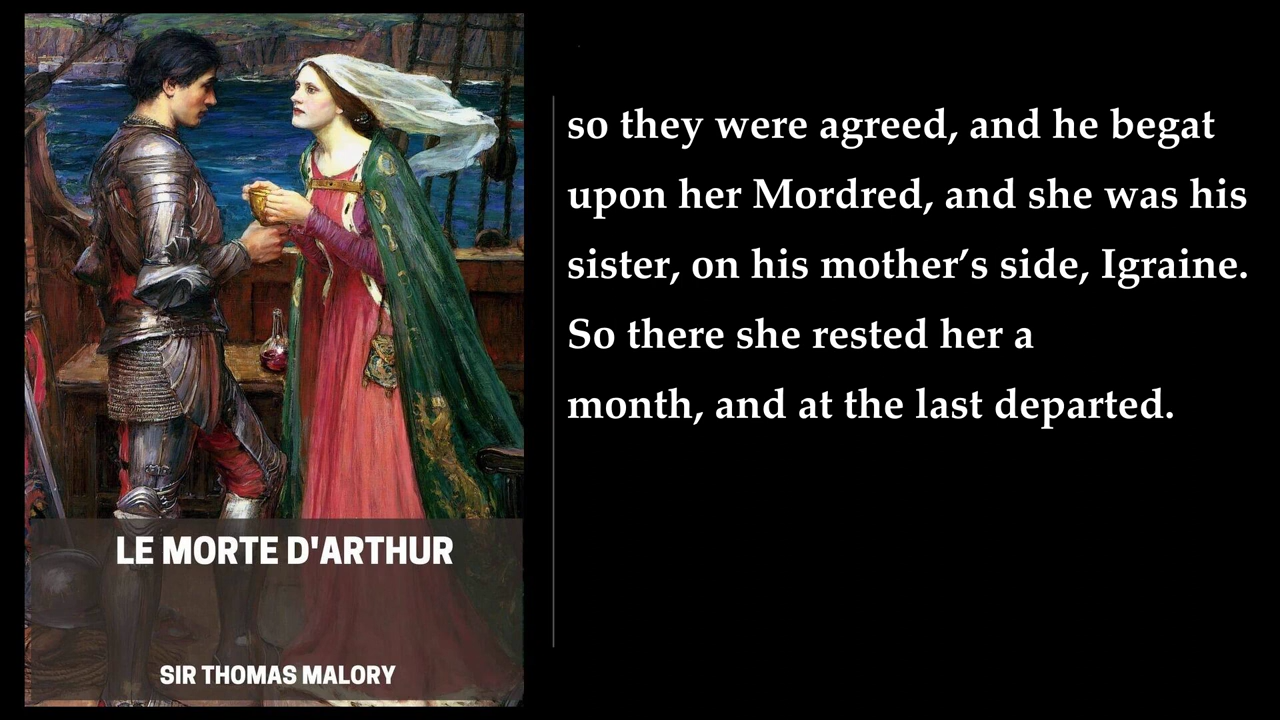 LE MORTE D'ARTHUR
SIR THOMAS MALORY
so they were agreed, and he begat
upon her Mordred, and she was his
sister, on his mother’s side, Igraine.
So there she rested her a
month, and at the last departed.